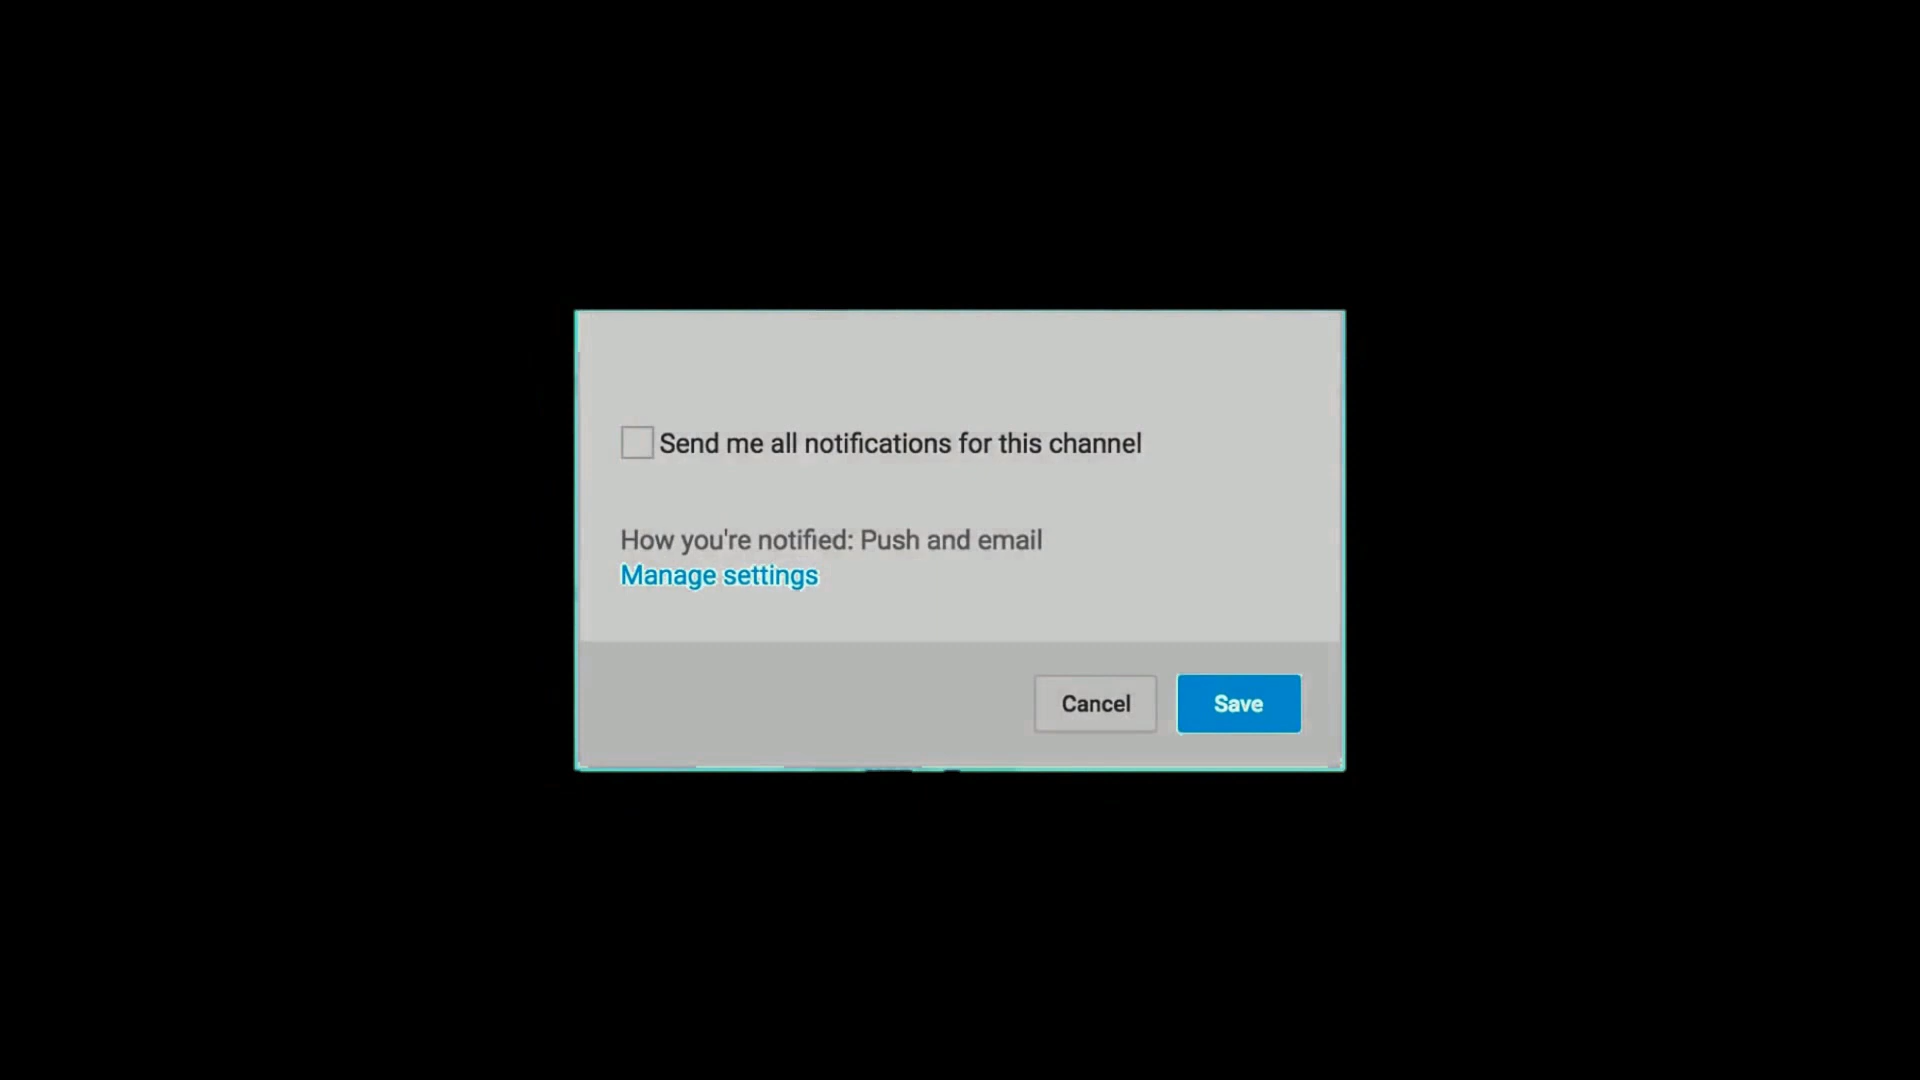 Send me all notifications for this channel
How you're notified: Push and email
Manage settings
Cancel Save